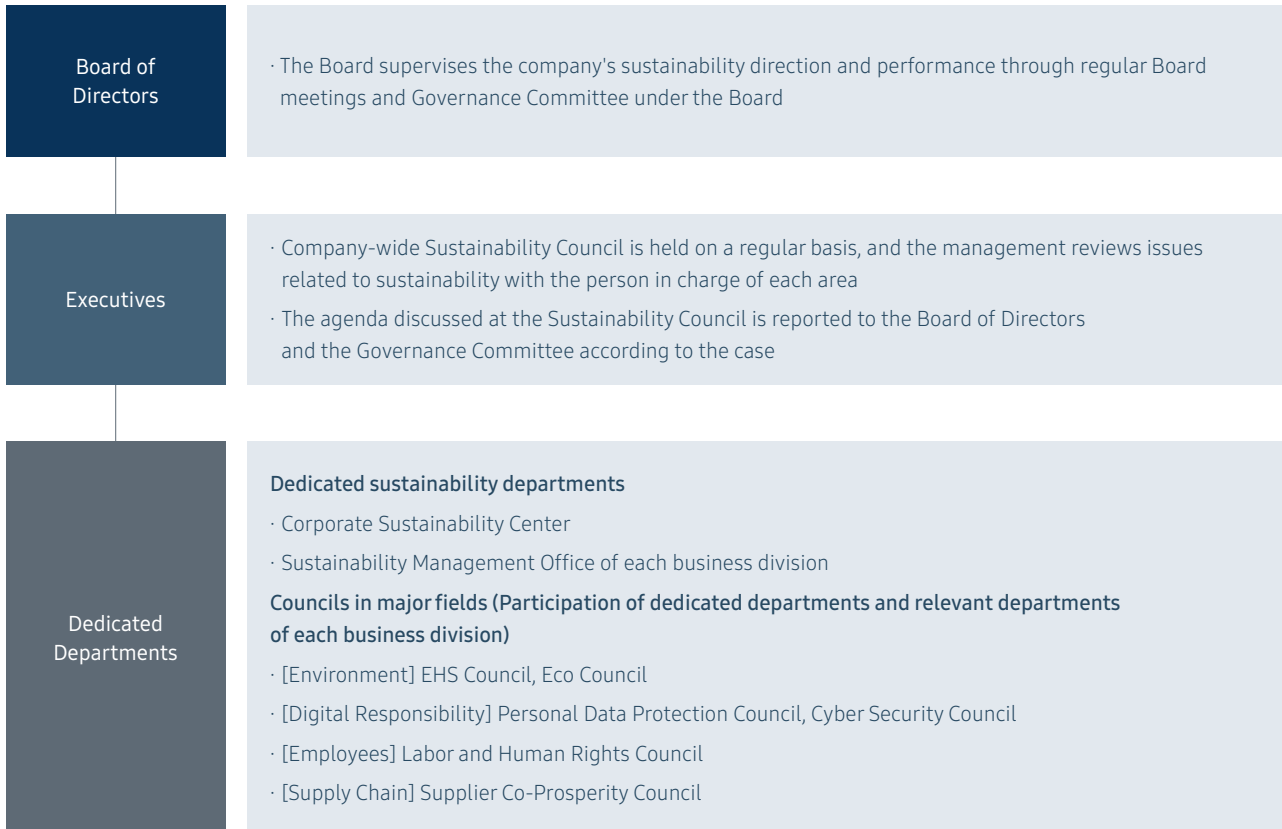 Board of
Directors
· The Board supervises the company's sustainability direction and performance through regular Board
meetings and Governance Committee under the Board
Executives
· Company-wide Sustainability Council is held on a regular basis, and the management reviews issues
related to sustainability with the person in charge of each area
· The agenda discussed at the Sustainability Council is reported to the Board of Directors
and the Governance Committee according to the case
Dedicated
Departments
Dedicated sustainability departments
· Corporate Sustainability Center
· Sustainability Management Office of each business division
Councils in major fields (Participation of dedicated departments and relevant departments
of each business division)
· [Environment] EHS Council, Eco Council
· [Digital Responsibility] Personal Data Protection Council, Cyber Security Council
· [Employees] Labor and Human Rights Council
· [Supply Chain] Supplier Co-Prosperity Council